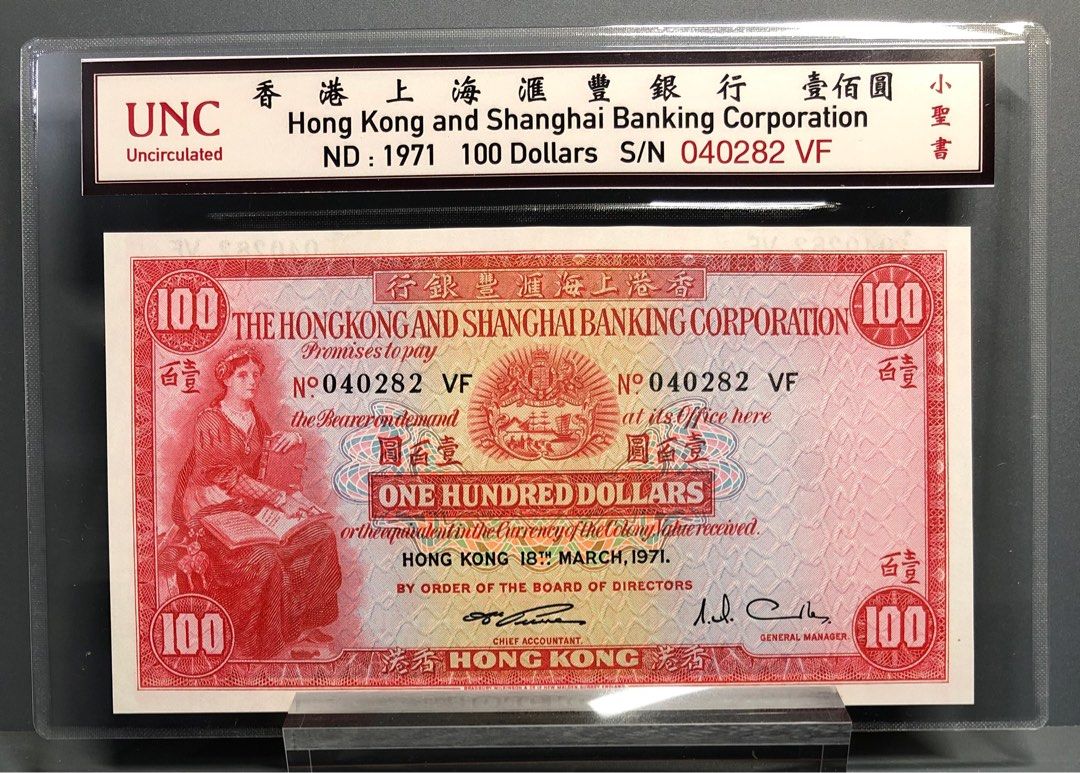 香港上海滙豐銀行 壹佰圓
UNC
Uncirculated
Hong Kong and Shanghai Banking Corporation
ND : 1971 100 Dollars S/N 040282 VF
小聖書
行銀豐滙海上港香
100
100
THE HONGKONG AND SHANGHAI BANKING CORPORATION
Promises to pay
百壹
百壹
No. 040282 VF
No. 040282 VF
the Bearer on demand
at its Office here
圓百壹
圓百壹
ONE HUNDRED DOLLARS
or the equivalent in the Currency of the Colony Value received.
HONG KONG 18TH MARCH, 1971.
百壹
BY ORDER OF THE BOARD OF DIRECTORS
100
100
CHIEF ACCOUNTANT.
GENERAL MANAGER.
港香 HONG KONG 港香